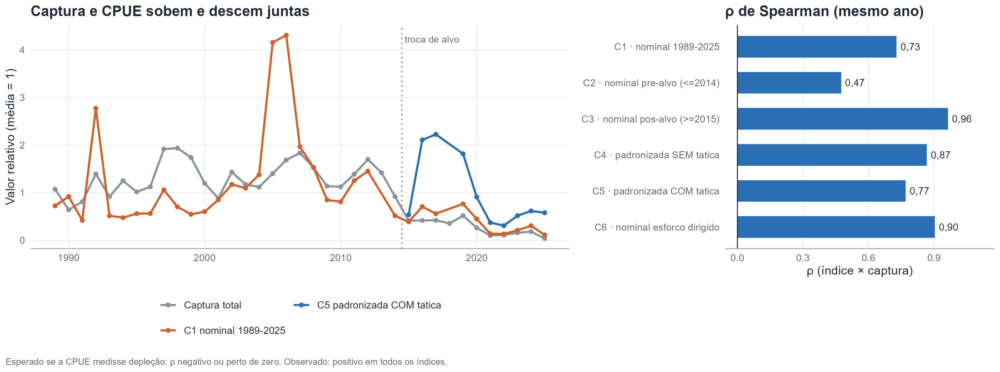 Captura e CPUE sobem e descem juntas
Valor relativo (média = 1)
4
3
2
1
0
troca de alvo
1990
2000
2010
2020
Captura total
C5 padronizada COM tatica
C1 nominal 1989-2025
ρ de Spearman (mesmo ano)
C1 · nominal 1989-2025
0,73
C2 · nominal pre-alvo (<=2014)
0,47
C3 · nominal pos-alvo (>=2015)
0,96
C4 · padronizada SEM tatica
0,87
C5 · padronizada COM tatica
0,77
C6 · nominal esforco dirigido
0,90
0.0
0.3
0.6
0.9
ρ (índice × captura)
Esperado se a CPUE medisse depleção: ρ negativo ou perto de zero. Observado: positivo em todos os índices.